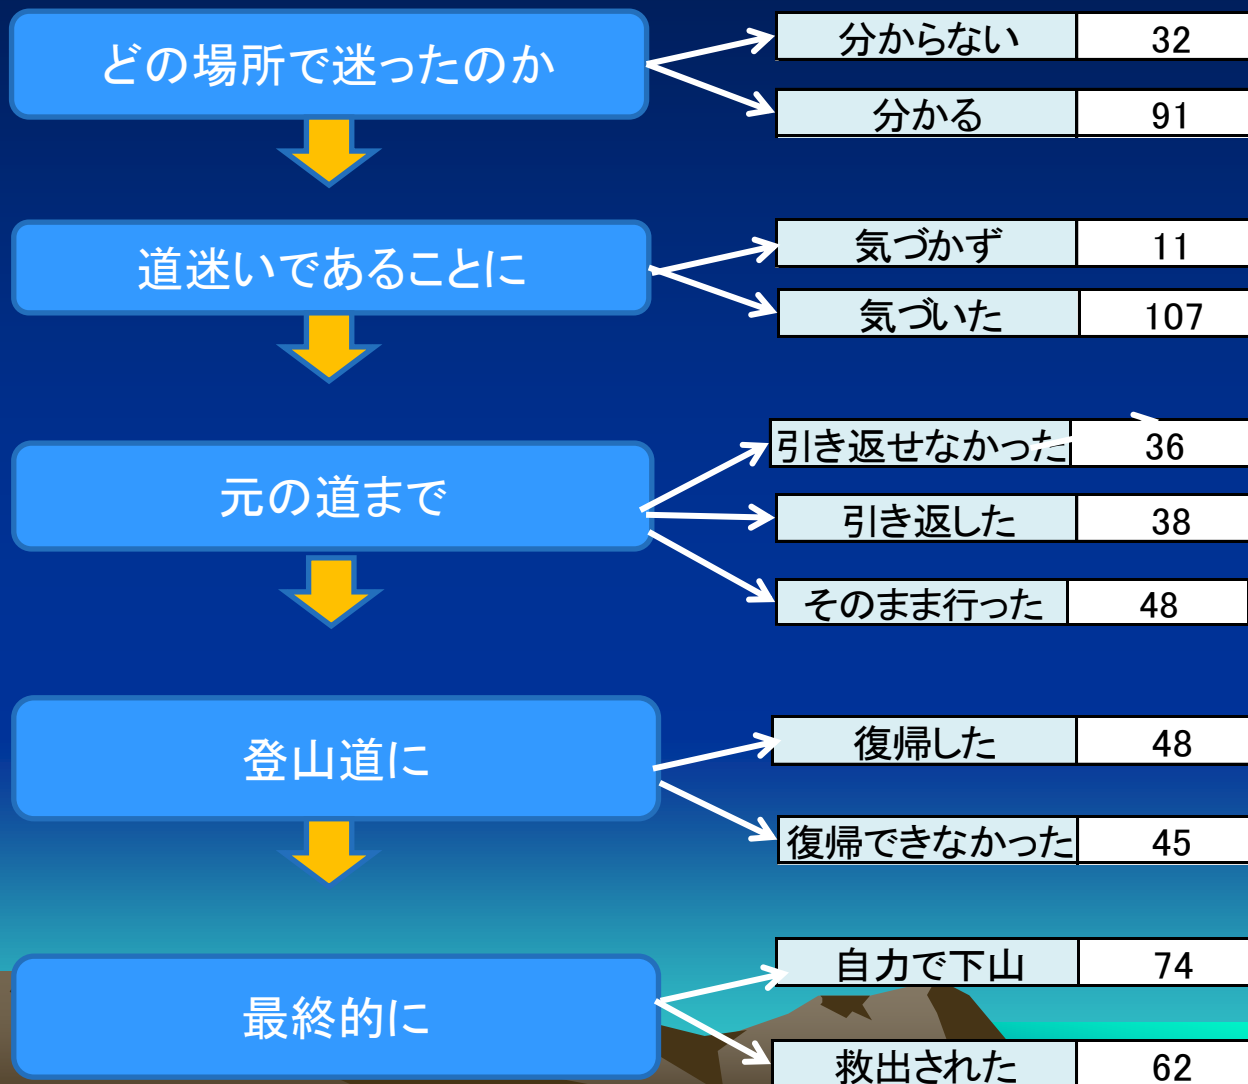 どの場所で迷ったのか
分からない 32
分かる 91
道迷いであることに
気づかず 11
気づいた 107
元の道まで
引き返せなかった 36
引き返した 38
そのまま行った 48
登山道に
復帰した 48
復帰できなかった 45
最終的に
自力で下山 74
救出された 62